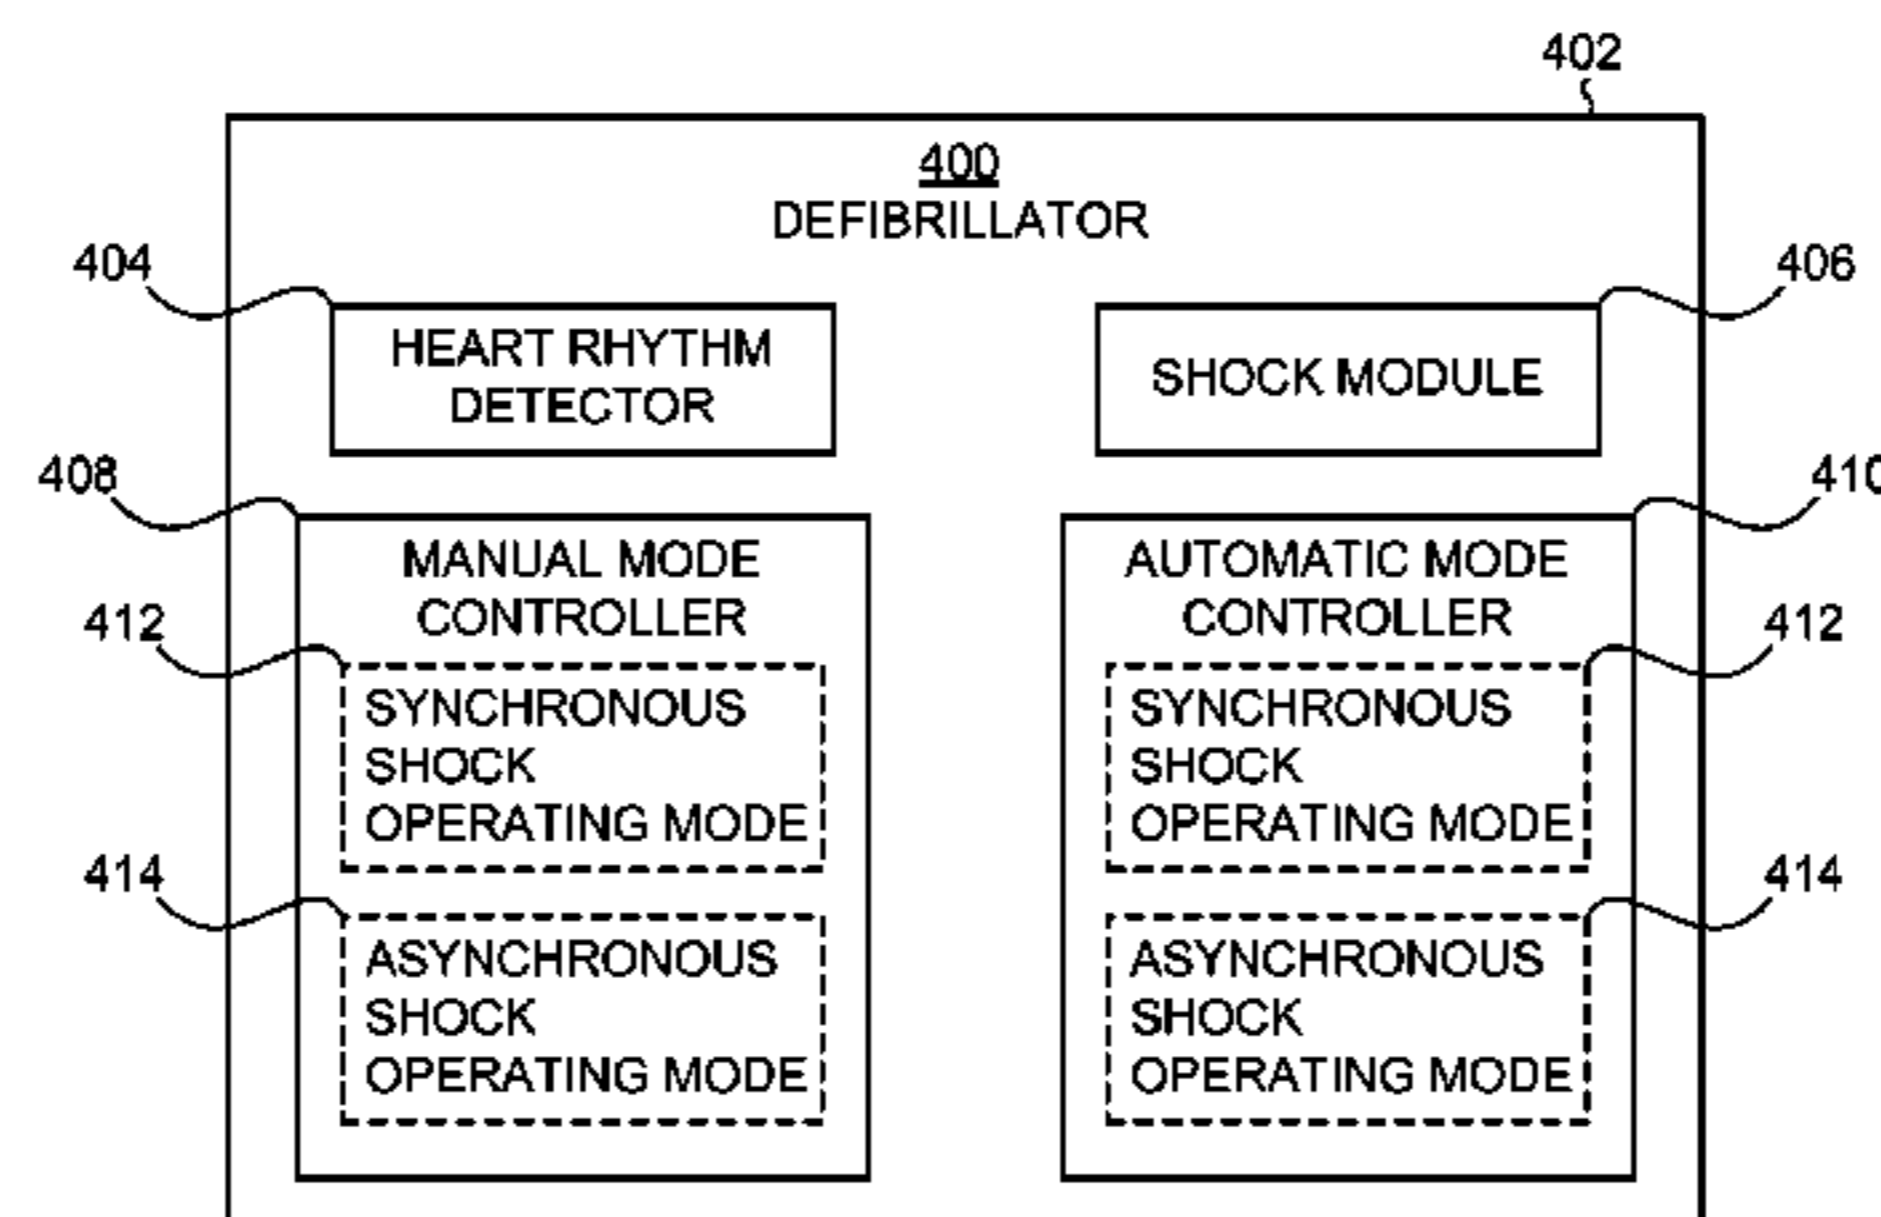 402
400
DEFIBRILLATOR
404
406
HEART RHYTHM
DETECTOR
SHOCK MODULE
408
410
MANUAL MODE
CONTROLLER
AUTOMATIC MODE
CONTROLLER
412
412
SYNCHRONOUS
SHOCK
OPERATING MODE
SYNCHRONOUS
SHOCK
OPERATING MODE
414
414
ASYNCHRONOUS
SHOCK
OPERATING MODE
ASYNCHRONOUS
SHOCK
OPERATING MODE